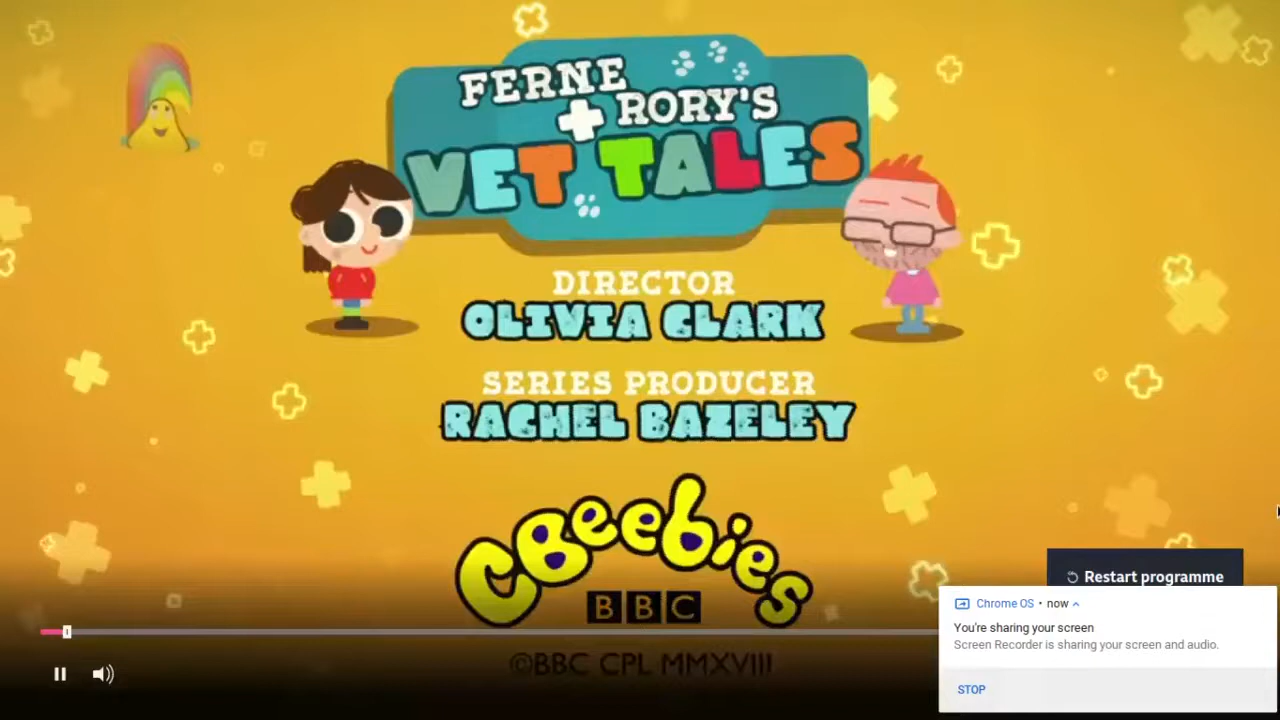 FERNE
+ RORY'S
VET TALES
DIRECTOR
OLIVIA CLARK
SERIES PRODUCER
RACHEL BAZELEY
CBeebies
BBC
©BBC CPL MMXVIII
1
Restart programme
Chrome OS • now
You're sharing your screen
Screen Recorder is sharing your screen and audio.
STOP